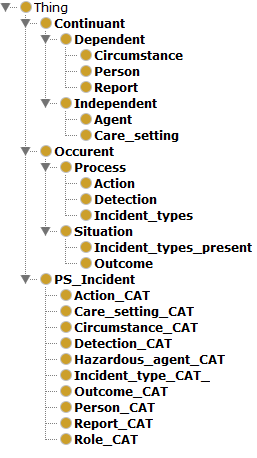 Thing
Continuant
Dependent
Circumstance
Person
Report
Independent
Agent
Care_setting
Occurent
Process
Action
Detection
Incident_types
Situation
Incident_types_present
Outcome
PS_Incident
Action_CAT
Care_setting_CAT
Circumstance_CAT
Detection_CAT
Hazardous_agent_CAT
Incident_type_CAT_
Outcome_CAT
Person_CAT
Report_CAT
Role_CAT